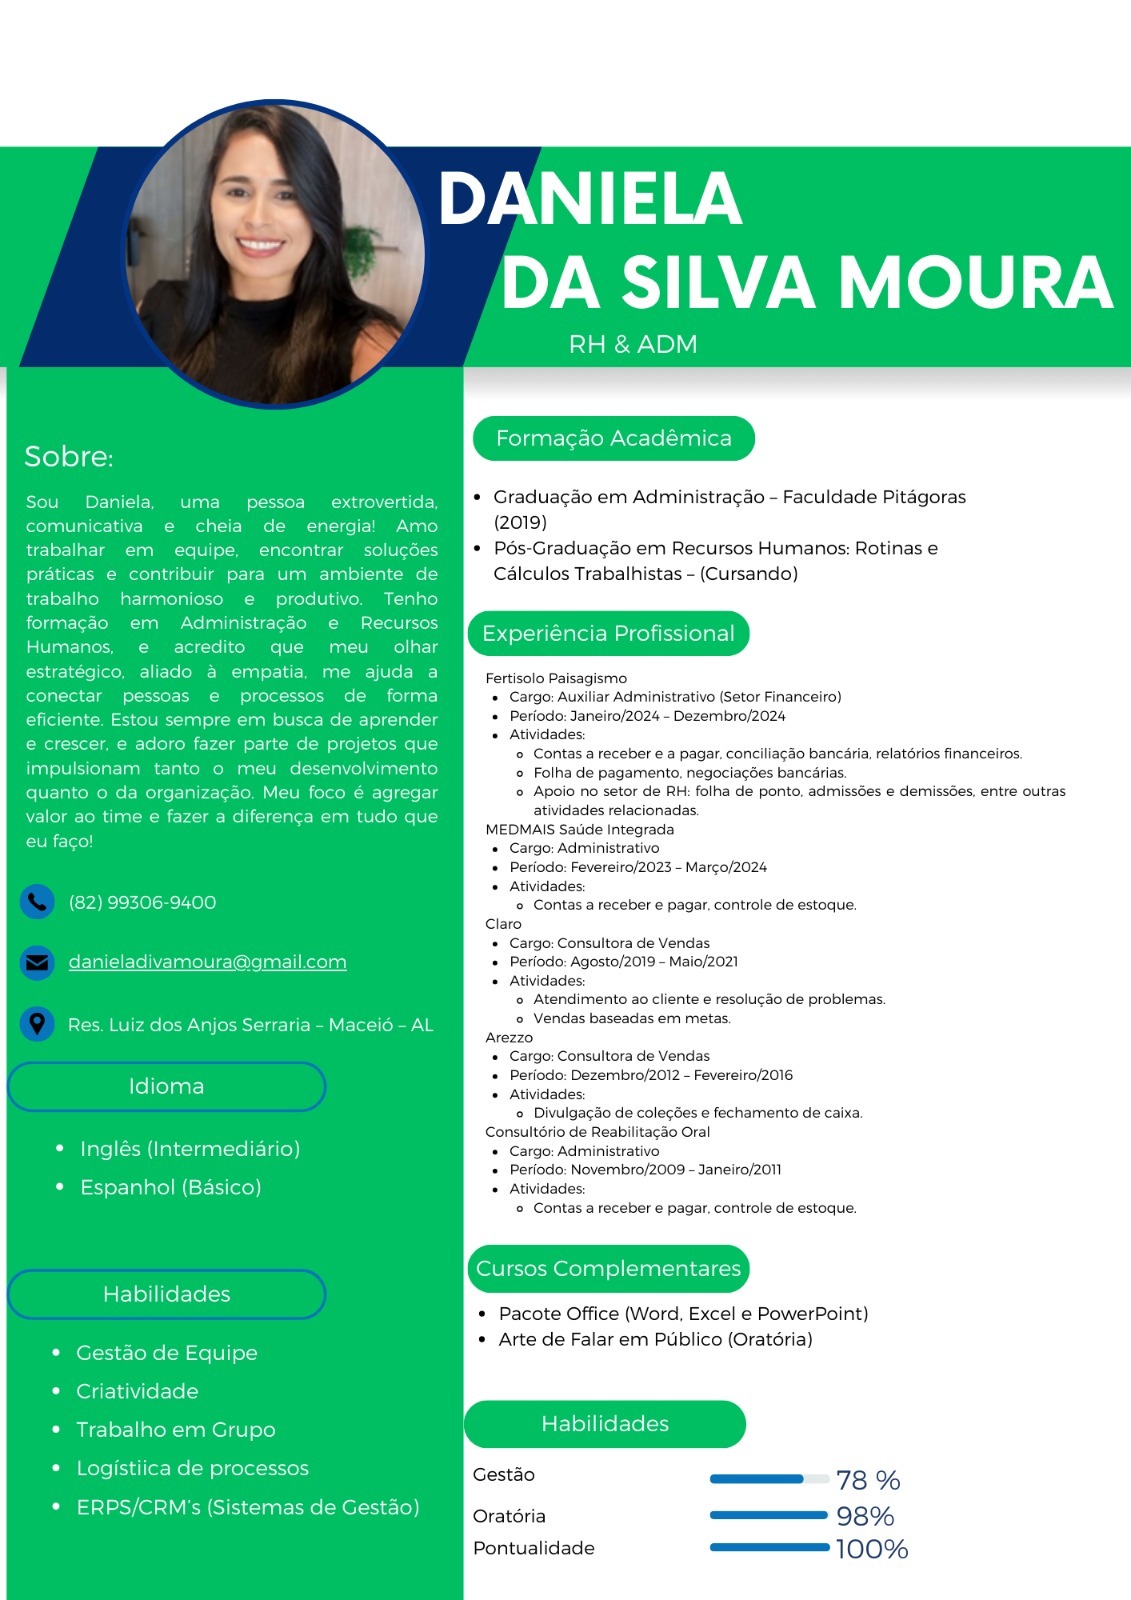 DANIELA
DA SILVA MOURA
RH & ADM
Sobre:
Sou Daniela, uma pessoa extrovertida,
comunicativa e cheia de energia! Amo
trabalhar em equipe, encontrar soluções
práticas e contribuir para um ambiente de
trabalho harmonioso e produtivo. Tenho
formação em Administração e Recursos
Humanos, e acredito que meu olhar
estratégico, aliado à empatia, me ajuda a
conectar pessoas e processos de forma
eficiente. Estou sempre em busca de aprender
e crescer, e adoro fazer parte de projetos que
impulsionam tanto o meu desenvolvimento
quanto o da organização. Meu foco é agregar
valor ao time e fazer a diferença em tudo que
eu faço!
(82) 99306-9400
danieladivamoura@gmail.com
Res. Luiz dos Anjos Serraria – Maceió – AL
Idioma
• Inglês (Intermediário)
• Espanhol (Básico)
Habilidades
• Gestão de Equipe
• Criatividade
• Trabalho em Grupo
• Logístiica de processos
• ERPS/CRM's (Sistemas de Gestão)
Formação Acadêmica
• Graduação em Administração – Faculdade Pitágoras
(2019)
• Pós-Graduação em Recursos Humanos: Rotinas e
Cálculos Trabalhistas – (Cursando)
Experiência Profissional
Fertisolo Paisagismo
• Cargo: Auxiliar Administrativo (Setor Financeiro)
• Período: Janeiro/2024 – Dezembro/2024
• Atividades:
◦ Contas a receber e a pagar, conciliação bancária, relatórios financeiros.
◦ Folha de pagamento, negociações bancárias.
◦ Apoio no setor de RH: folha de ponto, admissões e demissões, entre outras
atividades relacionadas.
MEDMAIS Saúde Integrada
• Cargo: Administrativo
• Período: Fevereiro/2023 – Março/2024
• Atividades:
◦ Contas a receber e pagar, controle de estoque.
Claro
• Cargo: Consultora de Vendas
• Período: Agosto/2019 – Maio/2021
• Atividades:
◦ Atendimento ao cliente e resolução de problemas.
◦ Vendas baseadas em metas.
Arezzo
• Cargo: Consultora de Vendas
• Período: Dezembro/2012 – Fevereiro/2016
• Atividades:
◦ Divulgação de coleções e fechamento de caixa.
Consultório de Reabilitação Oral
• Cargo: Administrativo
• Período: Novembro/2009 – Janeiro/2011
• Atividades:
◦ Contas a receber e pagar, controle de estoque.
Cursos Complementares
• Pacote Office (Word, Excel e PowerPoint)
• Arte de Falar em Público (Oratória)
Habilidades
Gestão 78 %
Oratória 98%
Pontualidade 100%